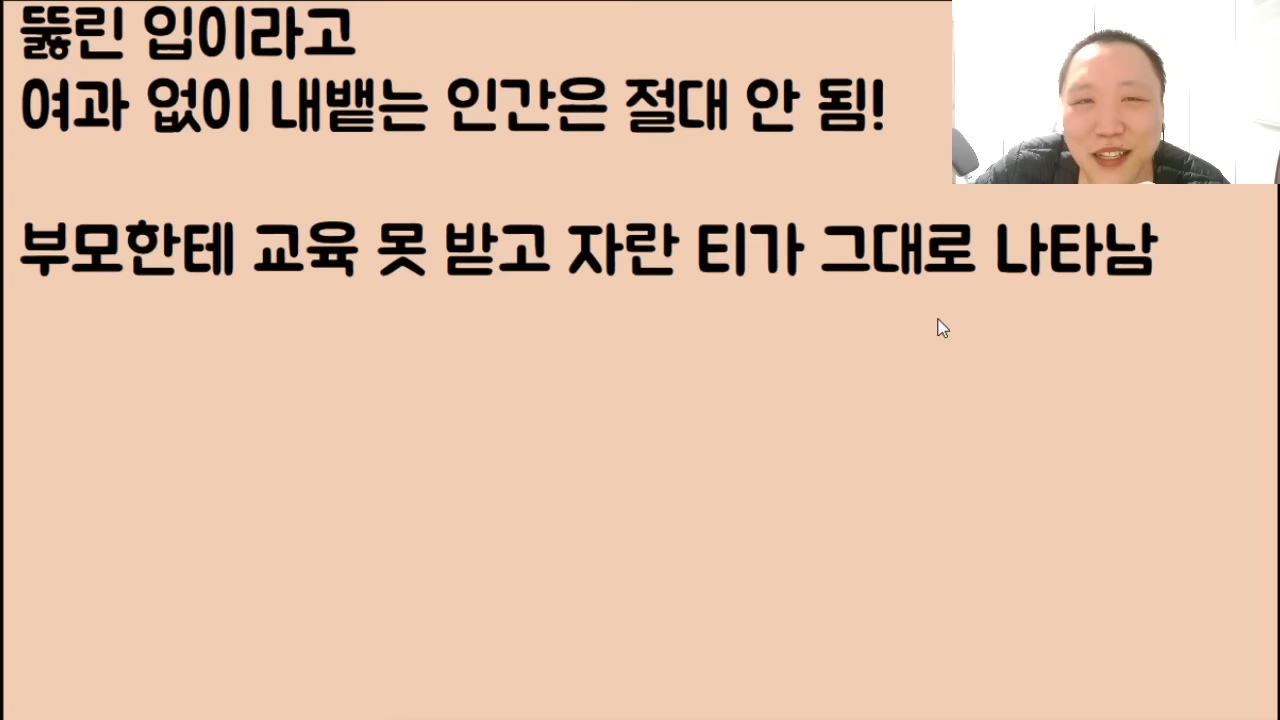 뚫린 입이라고
여과 없이 내뱉는 인간은 절대 안 됨!
부모한테 교육 못 받고 자란 티가 그대로 나타남